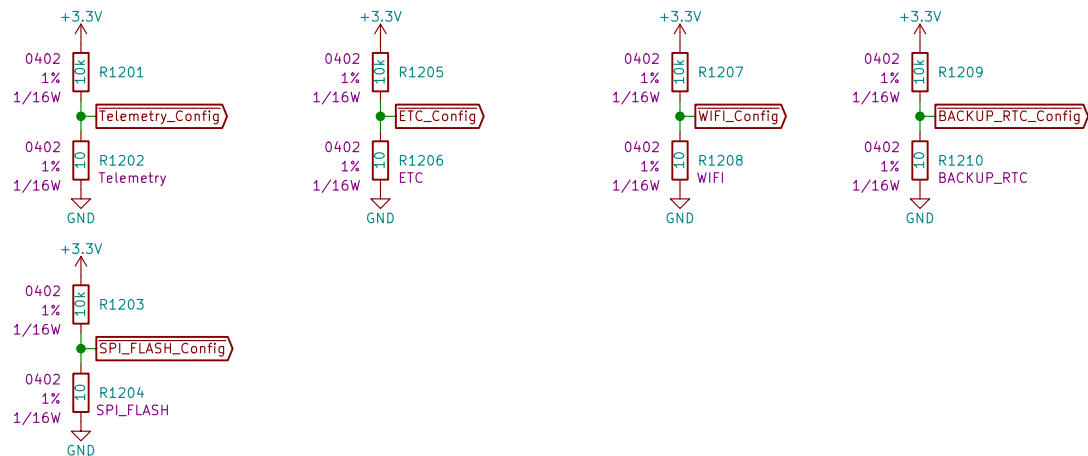 +3.3V
0402
1%
1/16W
10k
R1201
Telemetry_Config
0402
1%
1/16W
10
R1202
Telemetry
GND
+3.3V
0402
1%
1/16W
10k
R1205
ETC_Config
0402
1%
1/16W
10
R1206
ETC
GND
+3.3V
0402
1%
1/16W
10k
R1207
WIFI_Config
0402
1%
1/16W
10
R1208
WIFI
GND
+3.3V
0402
1%
1/16W
10k
R1209
BACKUP_RTC_Config
0402
1%
1/16W
10
R1210
BACKUP_RTC
GND
+3.3V
0402
1%
1/16W
10k
R1203
SPI_FLASH_Config
0402
1%
1/16W
10
R1204
SPI_FLASH
GND